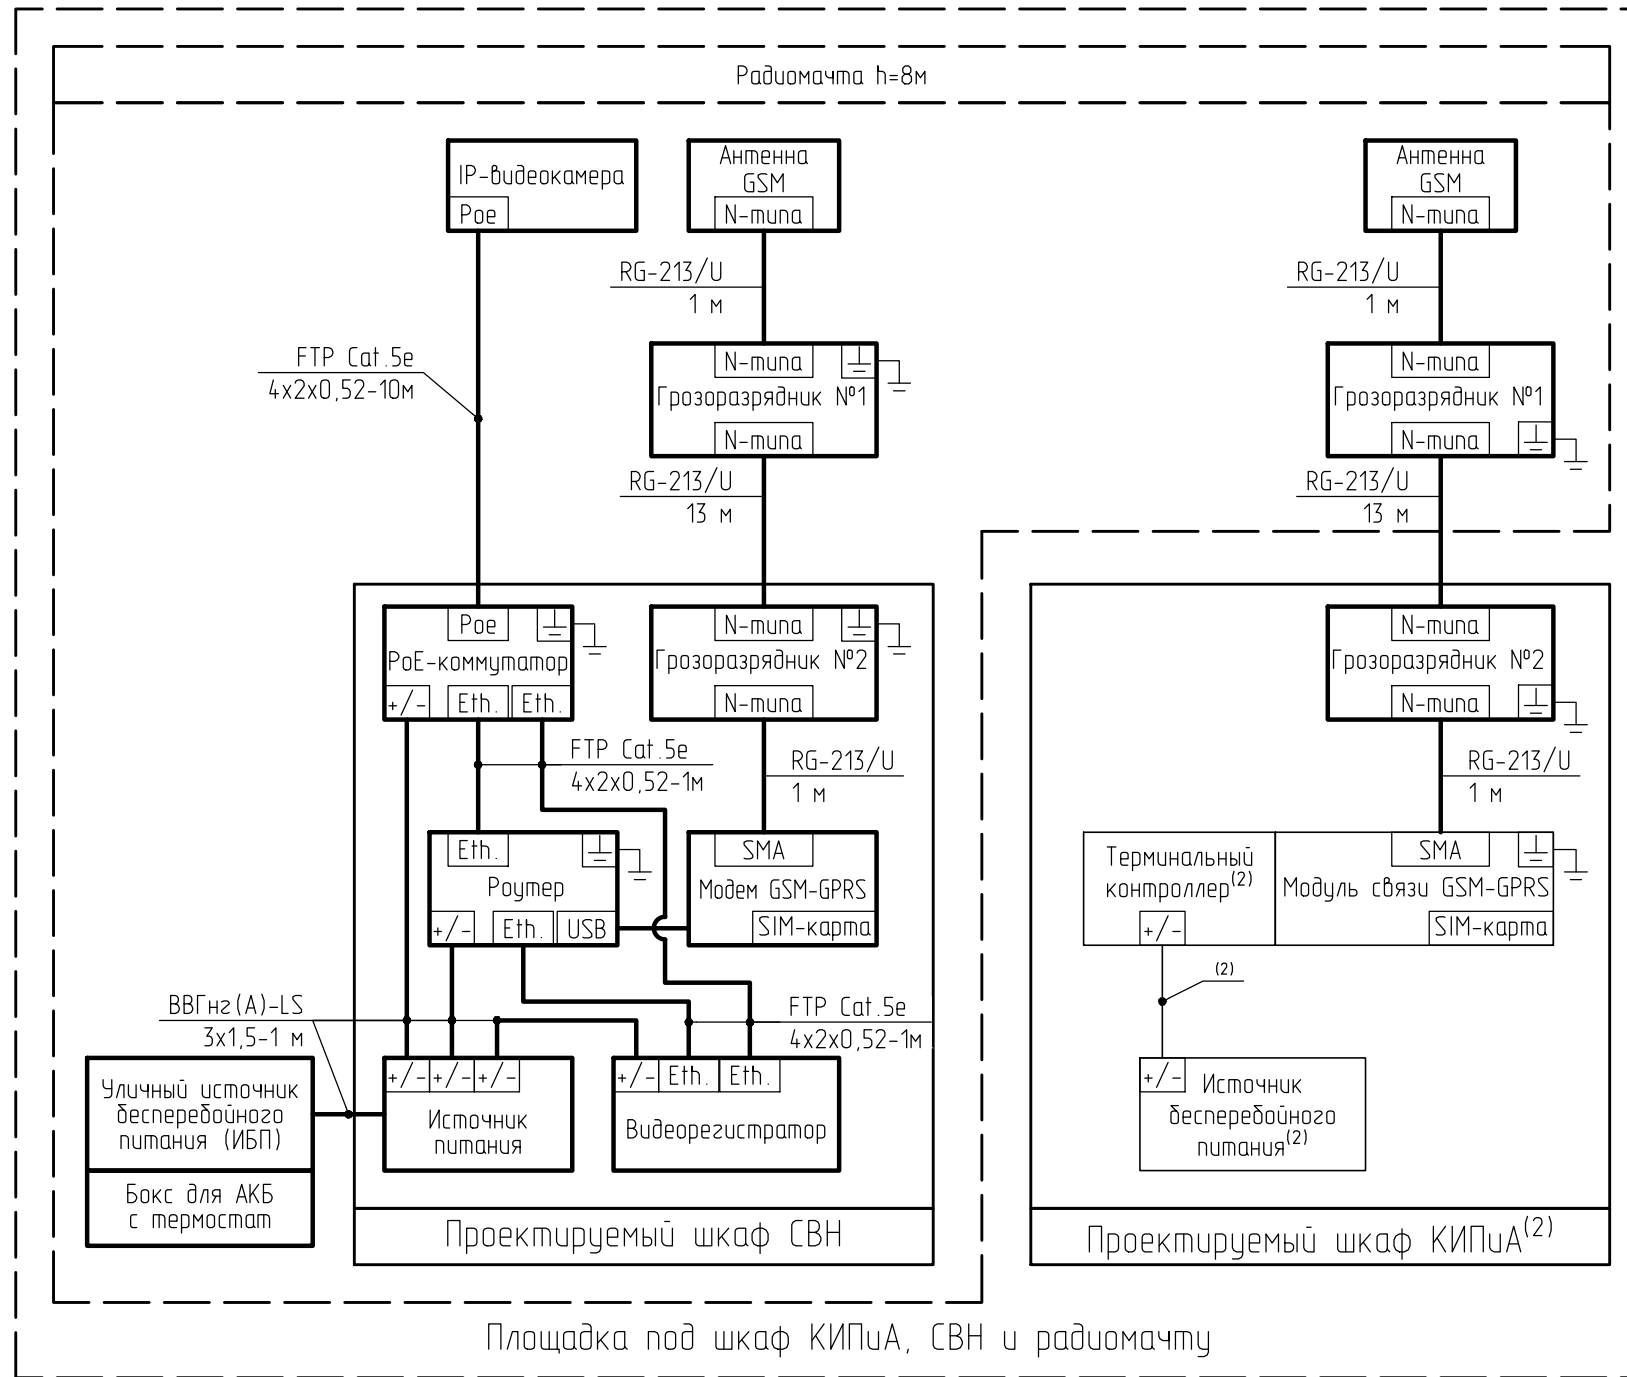 Радиомачта h=8м
IP-видеокамера
Poe
Антенна
GSM
N-типа
Антенна
GSM
N-типа
RG-213/U
1 м
RG-213/U
1 м
FTP Cat.5e
4х2х0,52-10м
N-типа
Грозоразрядник №1
N-типа
N-типа
Грозоразрядник №1
N-типа
RG-213/U
13 м
RG-213/U
13 м
Poe
PoE-коммутатор
+/-
Eth.
Eth.
N-типа
Грозоразрядник №2
N-типа
N-типа
Грозоразрядник №2
N-типа
FTP Cat.5e
4х2х0,52-1м
RG-213/U
1 м
RG-213/U
1 м
Eth.
Роутер
+/-
Eth.
USB
SMA
Модем GSM-GPRS
SIM-карта
Терминальный
контроллер(2)
+/-
SMA
Модуль связи GSM-GPRS
SIM-карта
(2)
ВВГнг(А)-LS
3х1,5-1 м
FTP Cat.5e
4х2х0,52-1м
Уличный источник
бесперебойного
питания (ИБП)
Бокс для АКБ
с термостат
+/-
+/-
+/-
Источник
питания
+/-
Eth.
Eth.
Видеорегистратор
+/-
Источник
бесперебойного
питания(2)
Проектируемый шкаф СВН
Проектируемый шкаф КИПиА(2)
Площадка под шкаф КИПиА, СВН и радиомачту